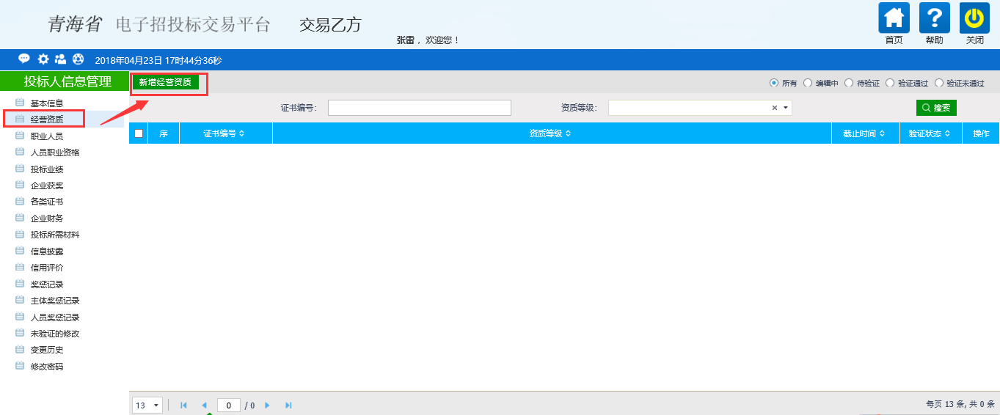 青海省 电子招投标交易平台 交易乙方
张雷，欢迎您！
首页 帮助 关闭
2018年04月23日 17时44分36秒
投标人信息管理
基本信息
经营资质
职业人员
人员职业资格
投标业绩
企业获奖
各类证书
企业财务
投标所需材料
信息披露
信用评价
奖惩记录
主体奖惩记录
人员奖惩记录
未验证的修改
变更历史
修改密码
新增经营资质
所有 编辑中 待验证 验证通过 验证未通过
证书编号： 资质等级： 搜索
序 证书编号 资质等级 截止时间 验证状态 操作
13 0 / 0 每页 13 条, 共 0 条